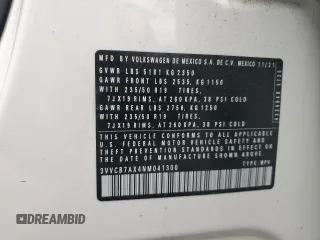 MFD BY VOLKSWAGEN DE MEXICO S.A. DE C.V. MEXICO 11/21
GVWR LBS 5181 KG 2350
GAWR FRONT LBS 2535, KG 1150
WITH 235/50 R19 TIRES,
7JX19 RIMS, AT 260 KPA, 38 PSI COLD
GAWR REAR LBS 2756, KG 1250
WITH 235/50 R19 TIRES,
7JX19 RIMS, AT 260 KPA, 38 PSI COLD
THIS VEHICLE CONFORMS TO ALL APPLICABLE
U.S. FEDERAL MOTOR VEHICLE SAFETY
AND THEFT PREVENTION STANDARDS IN EFFECT
ON THE DATE OF MANUFACTURE SHOWN ABOVE
3VVCB7AX4NM041300 TYPE: MPV
DREAMBID